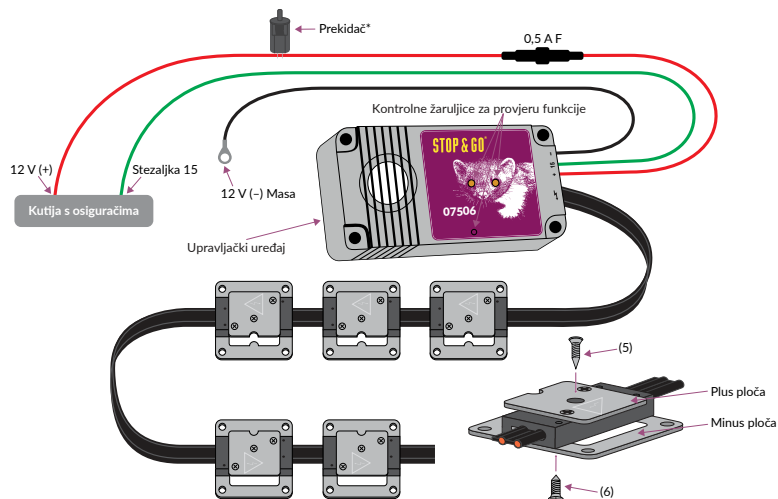 Prekidač*
0,5 A F
Kontrolne žaruljice za provjeru funkcije
STOP & GO®
12 V (+)
Stezaljka 15
+ 15 –
12 V (–) Masa
07506
Kutija s osiguračima
Upravljački uređaj
(5)
Plus ploča
Minus ploča
(6)